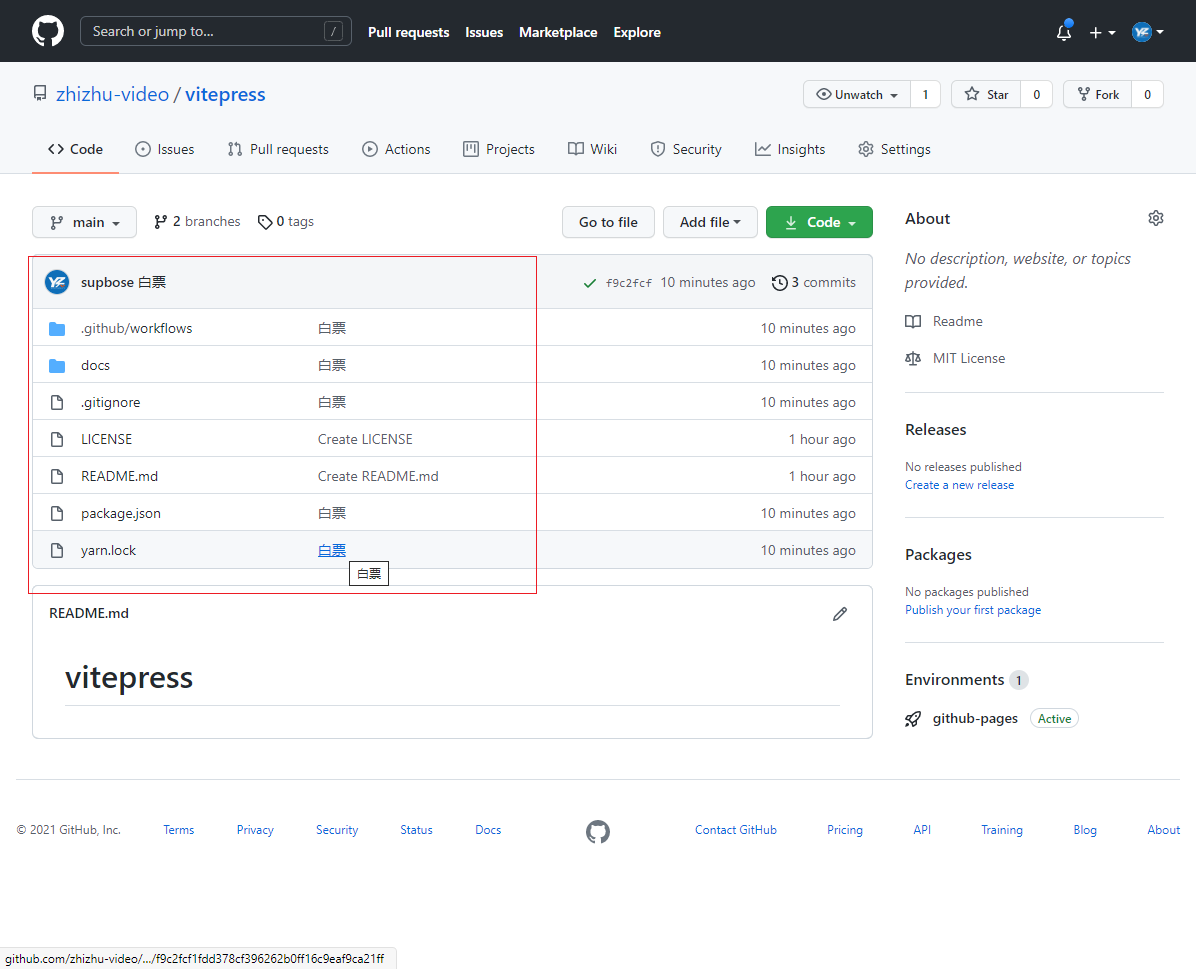 Search or jump to... /
Pull requests Issues Marketplace Explore
zhizhu-video / vitepress
Unwatch 1 Star 0 Fork 0
Code Issues Pull requests Actions Projects Wiki Security Insights Settings
main 2 branches 0 tags Go to file Add file Code
supbose 白票 f9c2fcf 10 minutes ago 3 commits
.github/workflows 白票 10 minutes ago
docs 白票 10 minutes ago
.gitignore 白票 10 minutes ago
LICENSE Create LICENSE 1 hour ago
README.md Create README.md 1 hour ago
package.json 白票 10 minutes ago
yarn.lock 白票 10 minutes ago
白票
README.md
vitepress
About
No description, website, or topics
provided.
Readme
MIT License
Releases
No releases published
Create a new release
Packages
No packages published
Publish your first package
Environments 1
github-pages Active
© 2021 GitHub, Inc. Terms Privacy Security Status Docs Contact GitHub Pricing API Training Blog About
github.com/zhizhu-video/.../f9c2fcf1fdd378cf396262b0ff16c9eaf9ca21ff